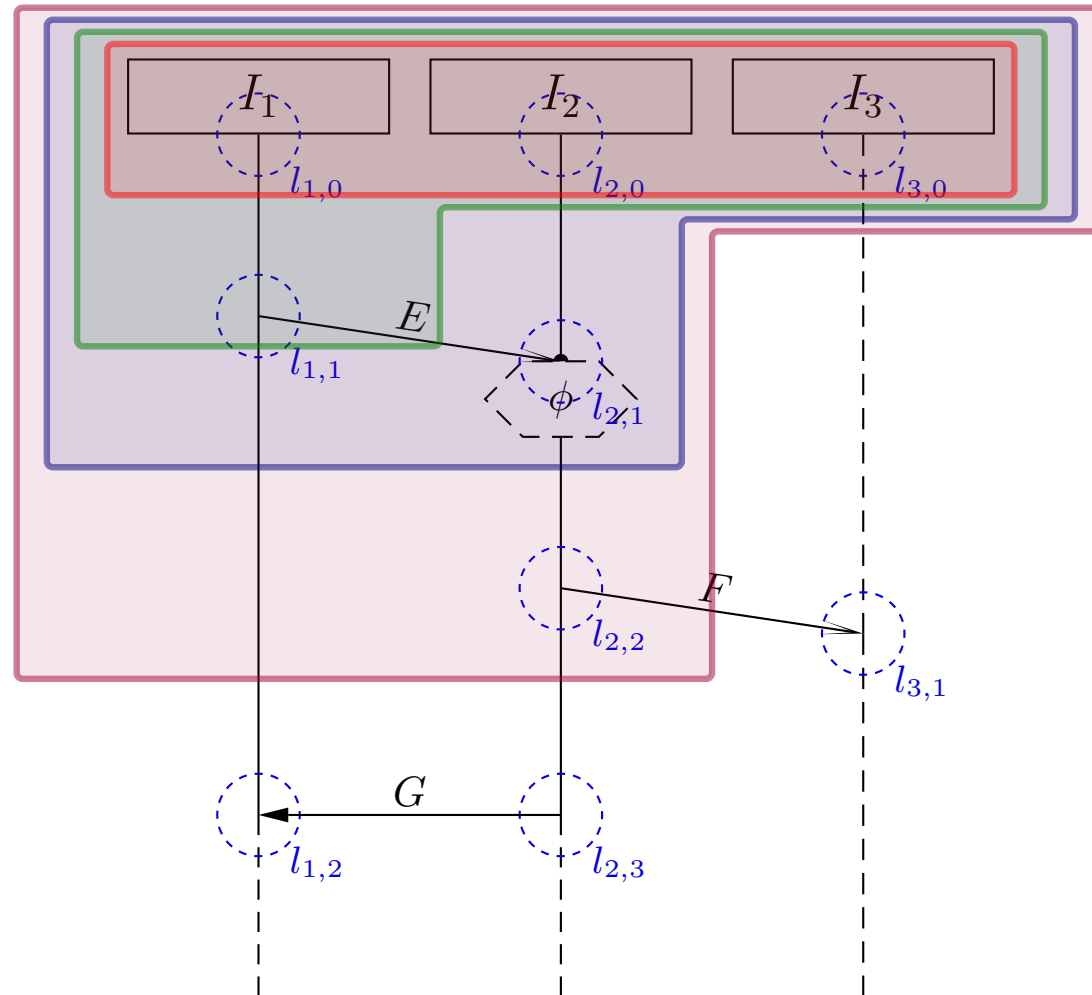 I₁ I₂ I₃
l₁,₀ l₂,₀ l₃,₀
E
l₁,₁ l₂,₁
ϕ
F
l₂,₂ l₃,₁
G
l₁,₂ l₂,₃